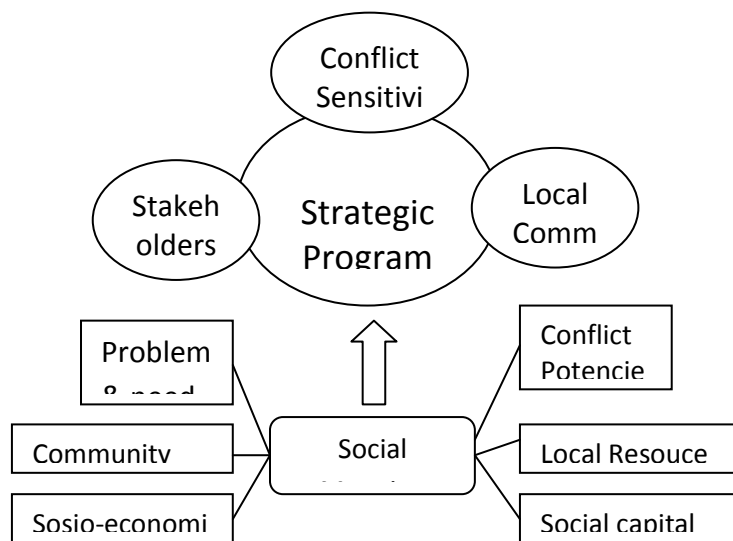 Conflict
Sensitivi
Stakeh
olders
Strategic
Program
Local
Comm
Problem
& need
Conflict
Potencie
Community
Social
Local Resouce
Sosio-economi
Social capital